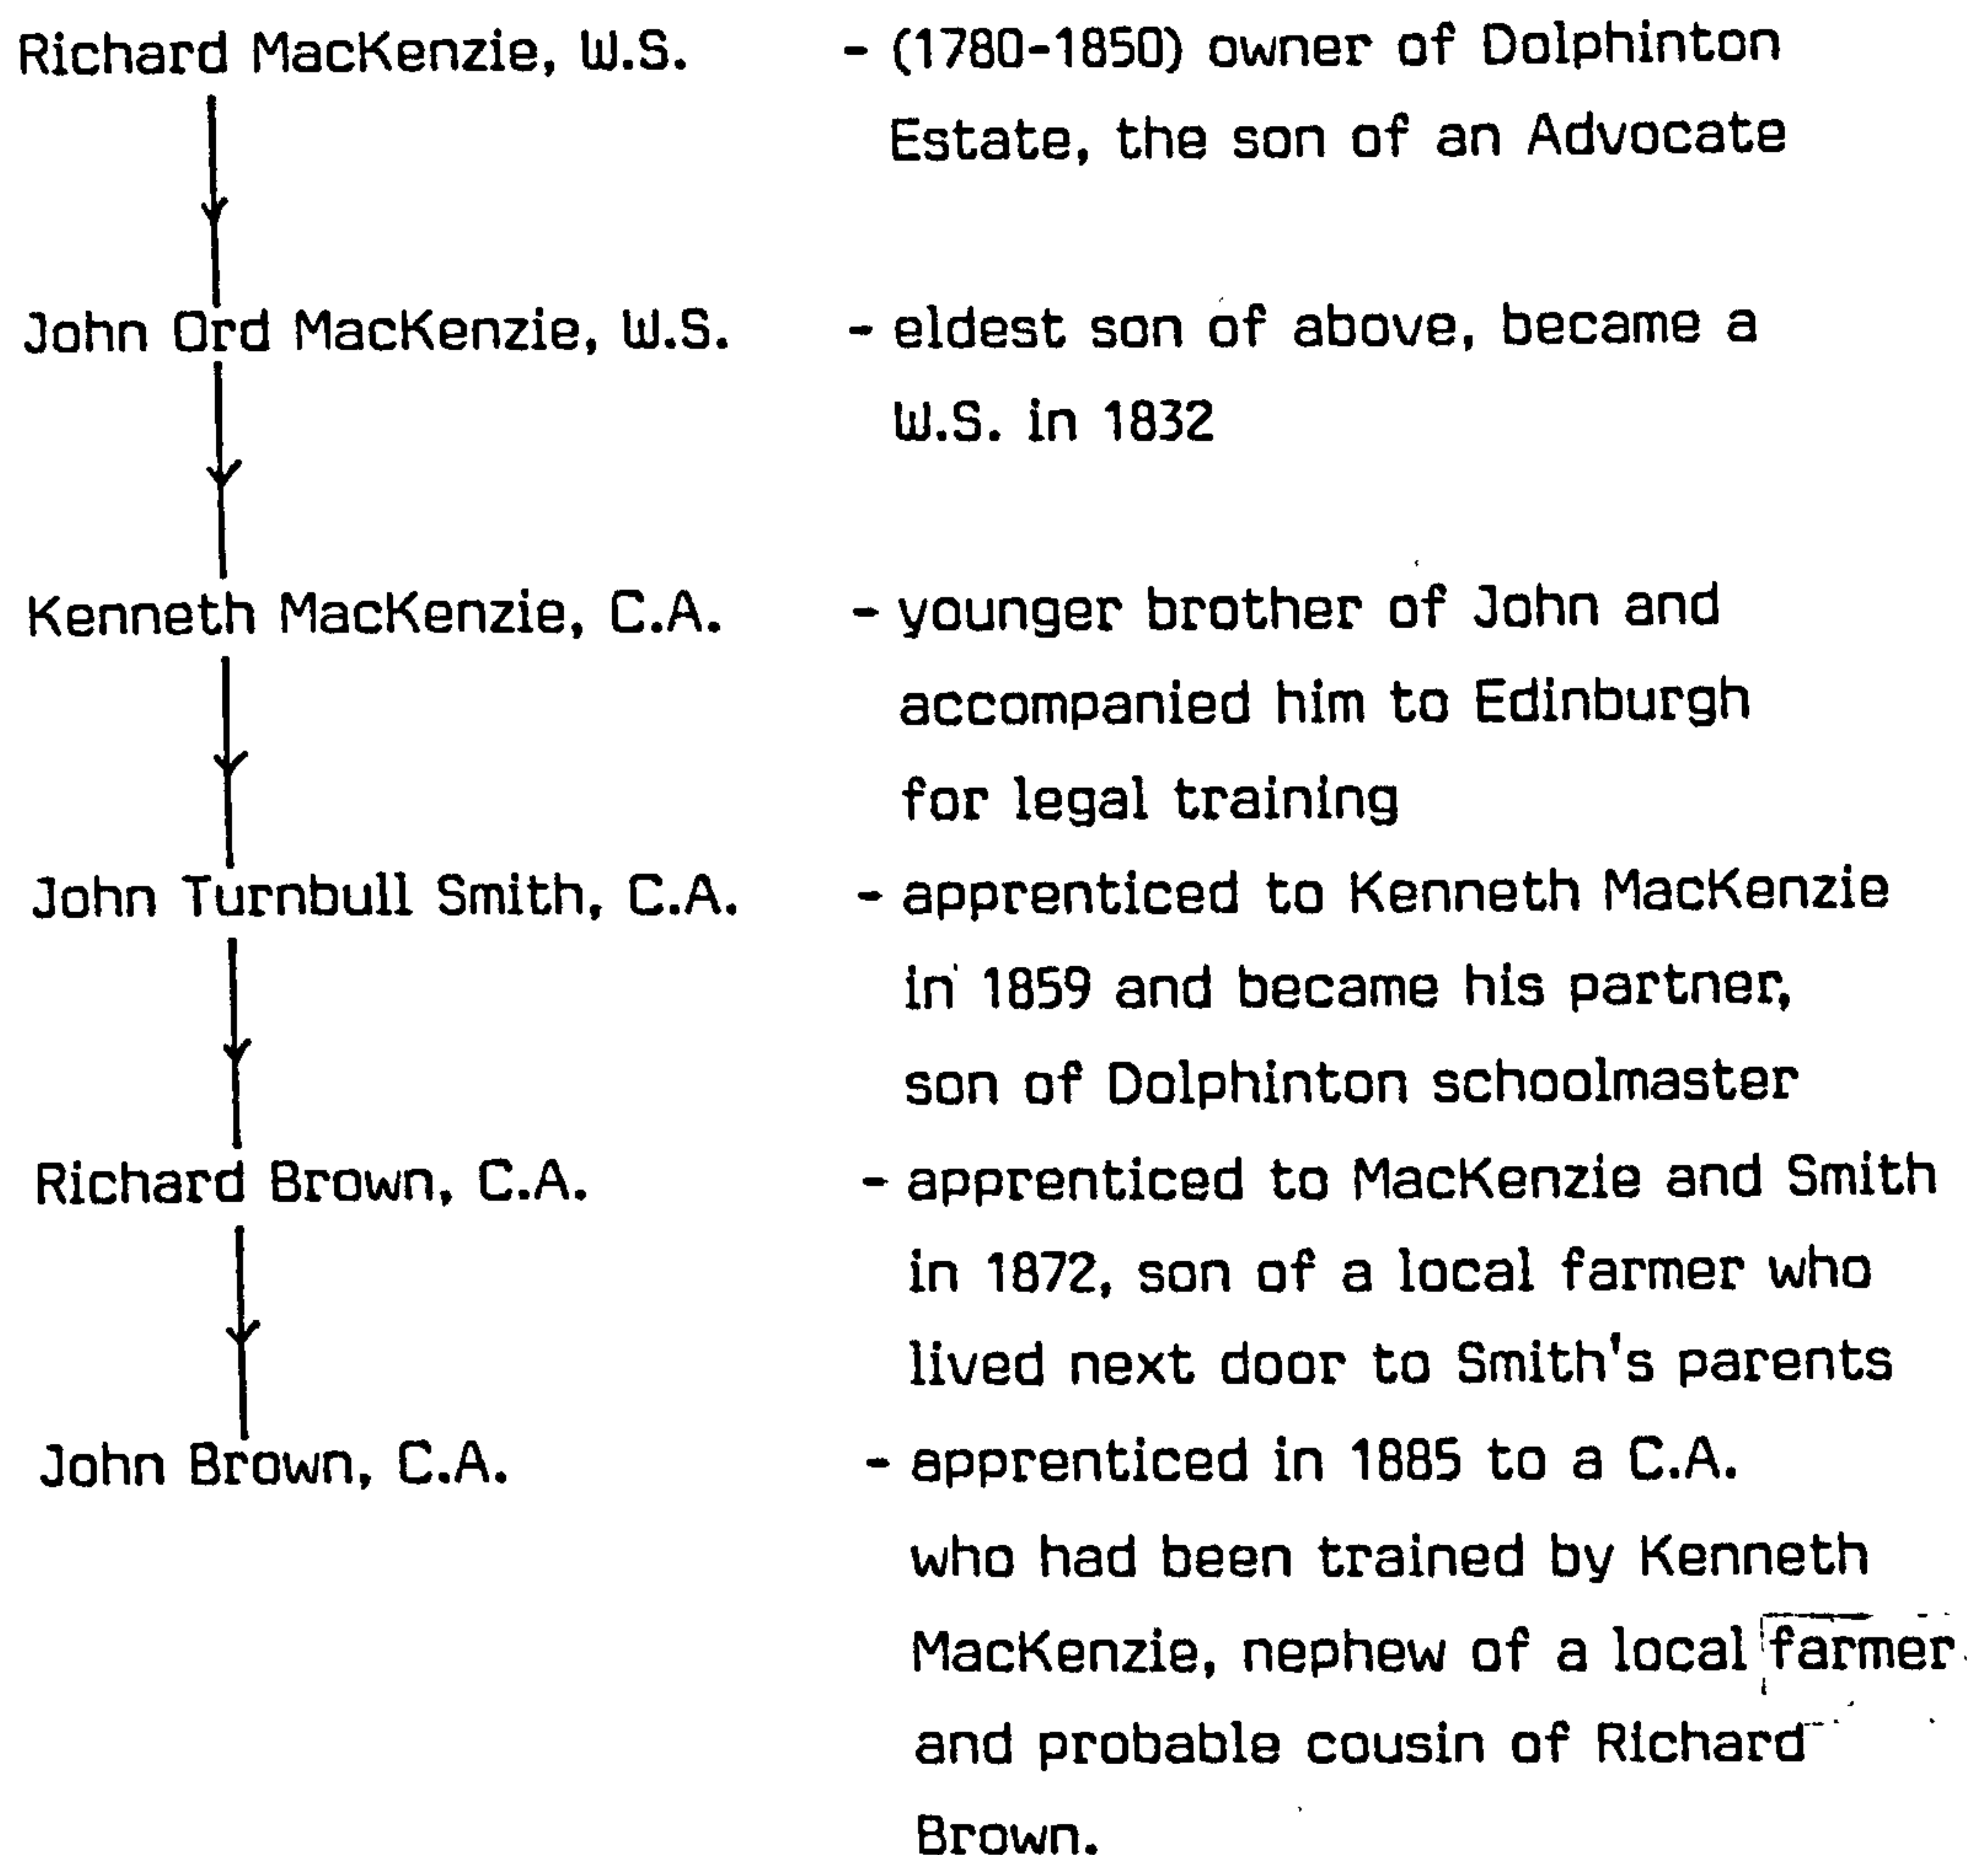 Richard MacKenzie, W.S. - (1780-1850) owner of Dolphinton
Estate, the son of an Advocate
John Ord MacKenzie, W.S. - eldest son of above, became a
W.S. in 1832
Kenneth MacKenzie, C.A. - younger brother of John and
accompanied him to Edinburgh
for legal training
John Turnbull Smith, C.A. - apprenticed to Kenneth MacKenzie
in 1859 and became his partner,
son of Dolphinton schoolmaster
Richard Brown, C.A. - apprenticed to MacKenzie and Smith
in 1872, son of a local farmer who
lived next door to Smith's parents
John Brown, C.A. - apprenticed in 1885 to a C.A.
who had been trained by Kenneth
MacKenzie, nephew of a local farmer
and probable cousin of Richard
Brown.